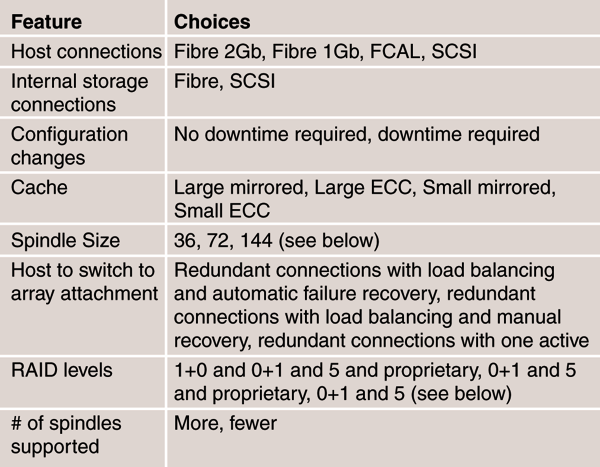 Feature Choices
Host connections Fibre 2Gb, Fibre 1Gb, FCAL, SCSI
Internal storage Fibre, SCSI
connections
Configuration No downtime required, downtime required
changes
Cache Large mirrored, Large ECC, Small mirrored,
Small ECC
Spindle Size 36, 72, 144 (see below)
Host to switch to Redundant connections with load balancing
array attachment and automatic failure recovery, redundant
connections with load balancing and manual
recovery, redundant connections with one active
RAID levels 1+0 and 0+1 and 5 and proprietary, 0+1 and 5
and proprietary, 0+1 and 5 (see below)
# of spindles More, fewer
supported